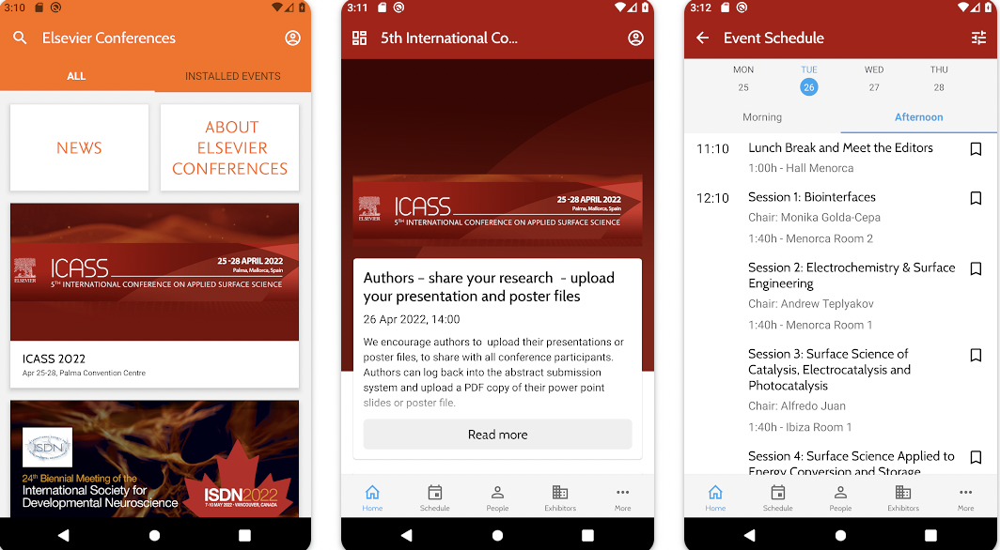 3:10
Elsevier Conferences
ALL
INSTALLED EVENTS
NEWS
ABOUT
ELSEVIER
CONFERENCES
ELSEVIER
ICASS
25-28 APRIL 2022
Palma, Mallorca, Spain
5TH INTERNATIONAL CONFERENCE ON APPLIED SURFACE SCIENCE
ICASS 2022
Apr 25-28, Palma Convention Centre
ISDN
24th Biennial Meeting of the
International Society for
Developmental Neuroscience
ISDN2022
7-10 MAY 2022 • VANCOUVER, CANADA
3:11
5th International Co...
ELSEVIER
ICASS
25-28 APRIL 2022
Palma, Mallorca, Spain
5TH INTERNATIONAL CONFERENCE ON APPLIED SURFACE SCIENCE
Authors – share your research - upload
your presentation and poster files
26 Apr 2022, 14:00
We encourage authors to upload their presentations or
poster files, to share with all conference participants.
Authors can log back into the abstract submission
system and upload a PDF copy of their power point
slides or poster file.
Read more
Home
Schedule
People
Exhibitors
More
3:12
Event Schedule
MON
TUE
WED
THU
25
26
27
28
Morning
Afternoon
11:10
Lunch Break and Meet the Editors
1:00h - Hall Menorca
12:10
Session 1: Biointerfaces
Chair: Monika Golda-Cepa
1:40h - Menorca Room 2
Session 2: Electrochemistry & Surface
Engineering
Chair: Andrew Teplyakov
1:40h - Menorca Room 1
Session 3: Surface Science of
Catalysis, Electrocatalysis and
Photocatalysis
Chair: Alfredo Juan
1:40h - Ibiza Room 1
Session 4: Surface Science Applied to
Energy Conversion and Storage
Home
Schedule
People
Exhibitors
More